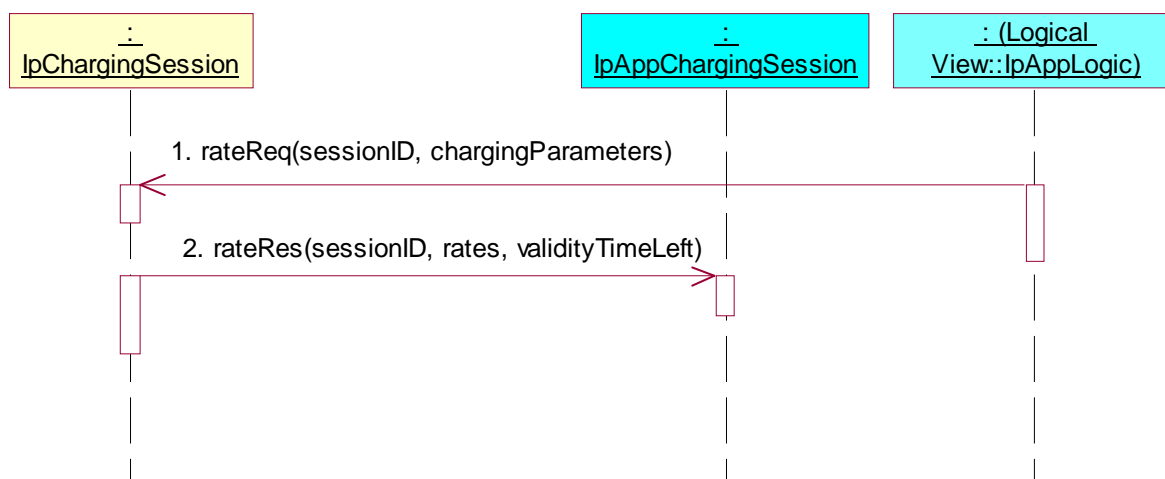 :
IpChargingSession
:
IpAppChargingSession
: (Logical
View::IpAppLogic)
1. rateReq(sessionID, chargingParameters)
2. rateRes(sessionID, rates, validityTimeLeft)